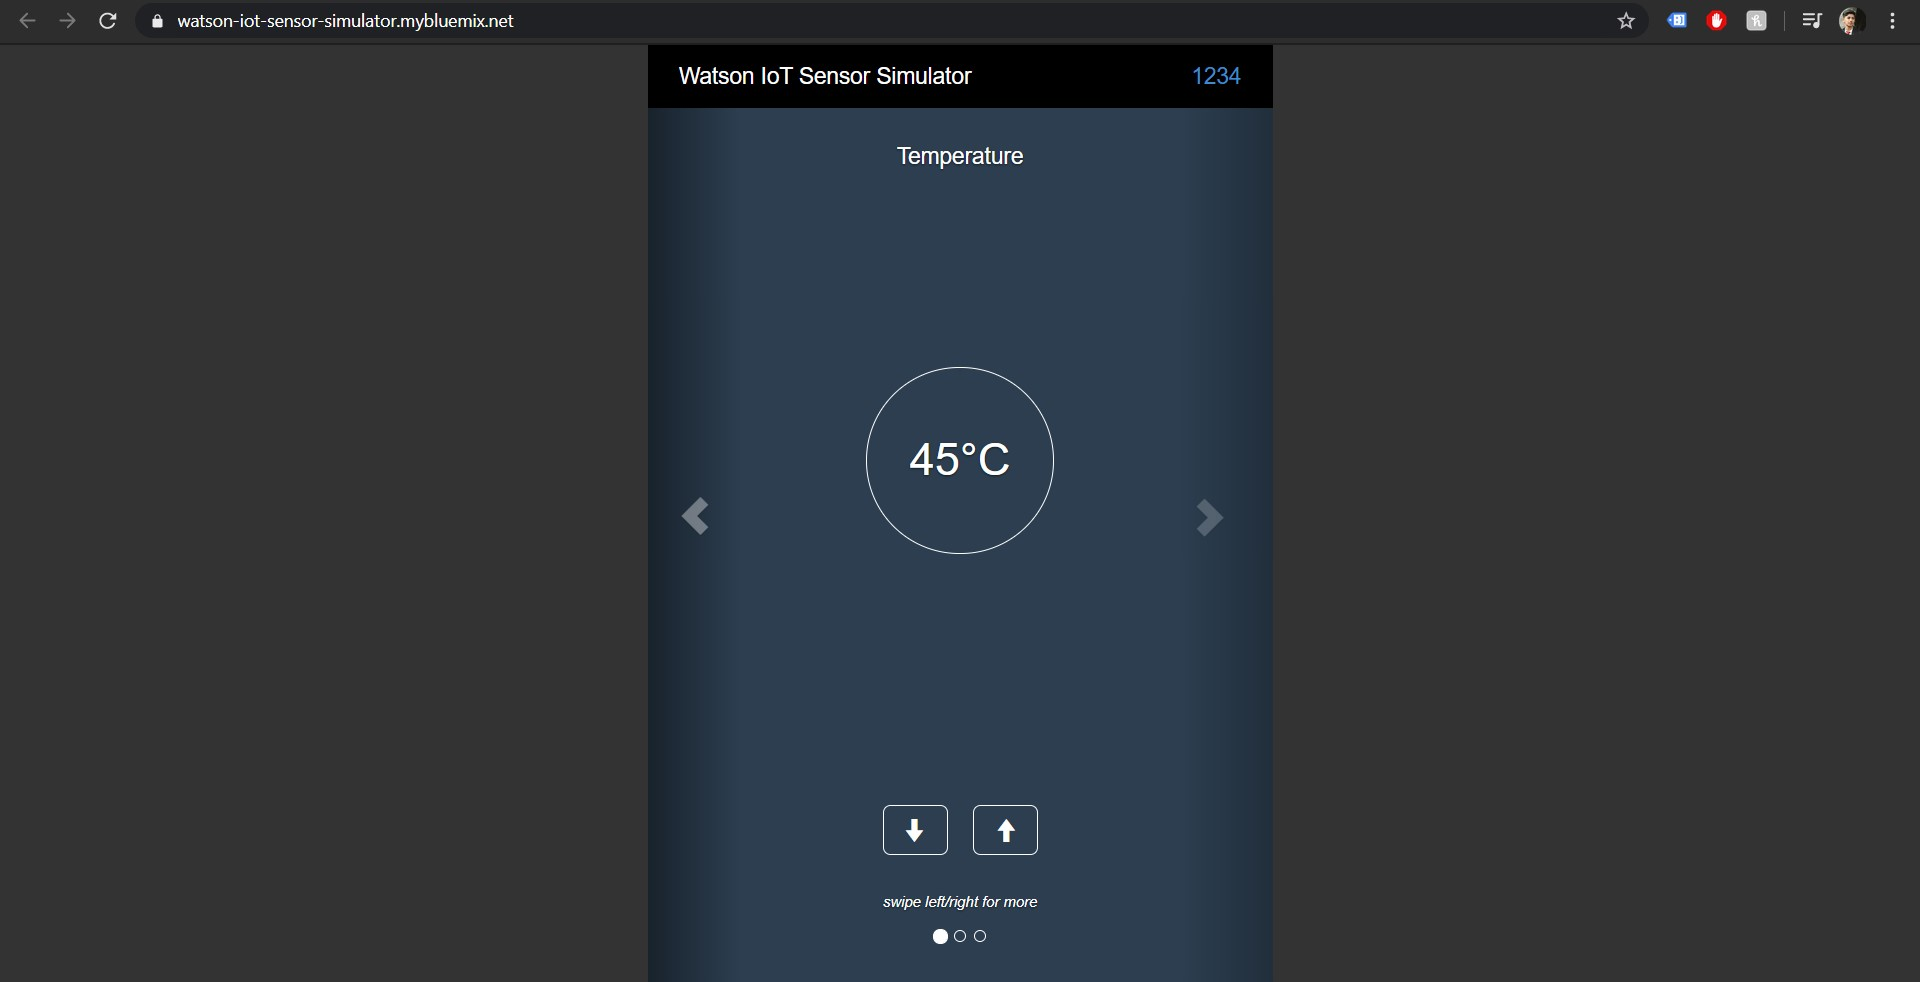 watson-iot-sensor-simulator.mybluemix.net
Watson IoT Sensor Simulator 1234
Temperature
45°C
swipe left/right for more